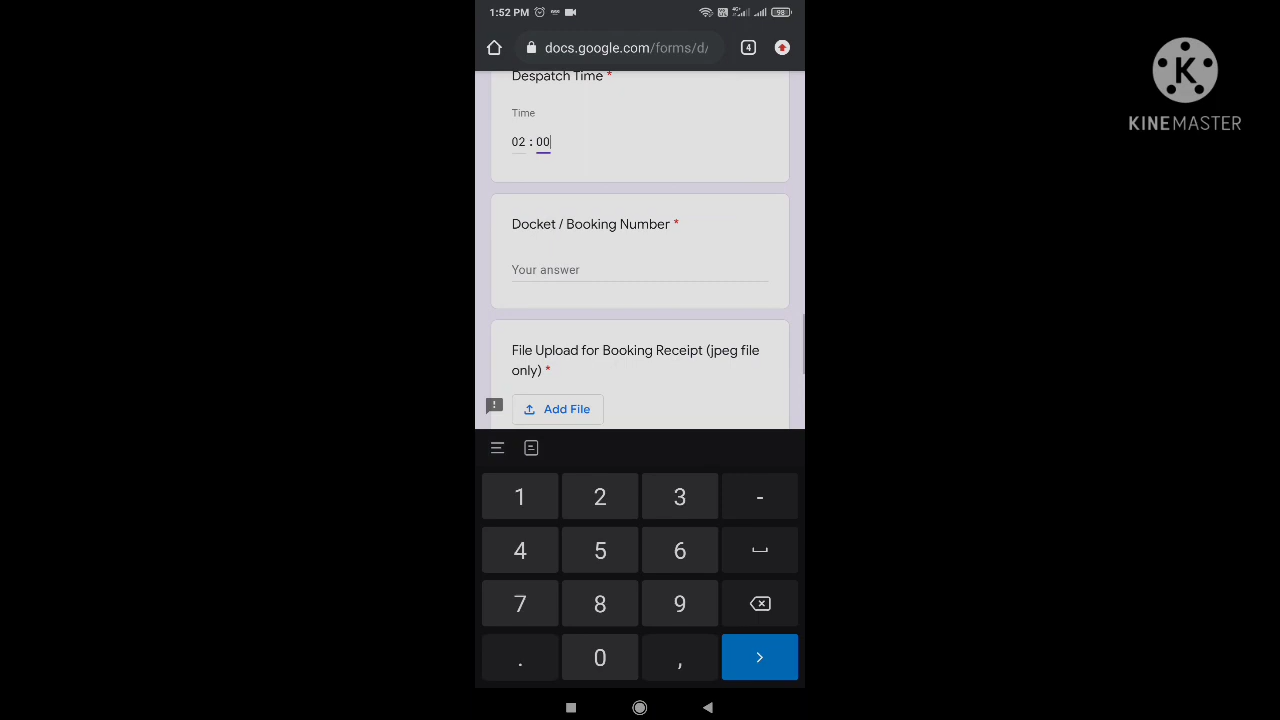 1:52 PM
4G+
98
docs.google.com/forms/d/
4
Despatch Time *
Time
02 : 00
Docket / Booking Number *
Your answer
File Upload for Booking Receipt (jpeg file
only) *
Add File
1 2 3 -
4 5 6
7 8 9
. 0 ,
K
KINEMASTER